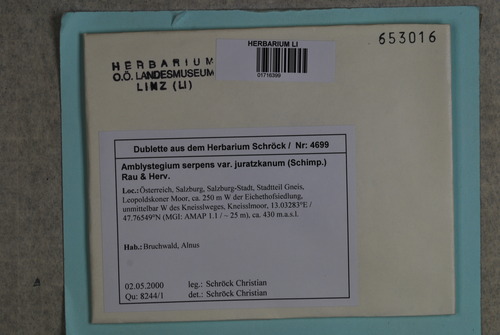 653016
HERBARIUM
O.Ö. LANDESMUSEUM
LINZ (LI)
HERBARIUM LI
01716399
Dublette aus dem Herbarium Schröck / Nr: 4699
Amblystegium serpens var. juratzkanum (Schimp.)
Rau & Herv.
Loc.: Österreich, Salzburg, Salzburg-Stadt, Stadtteil Gneis,
Leopoldskoner Moor, ca. 250 m W der Eichethofsiedlung,
unmittelbar W des Kneisslweges, Kneisslmoor, 13.03283°E /
47.76549°N (MGI: AMAP 1.1 / ~ 25 m), ca. 430 m.a.s.l.
Hab.: Bruchwald, Alnus
02.05.2000 leg.: Schröck Christian
Qu: 8244/1 det.: Schröck Christian